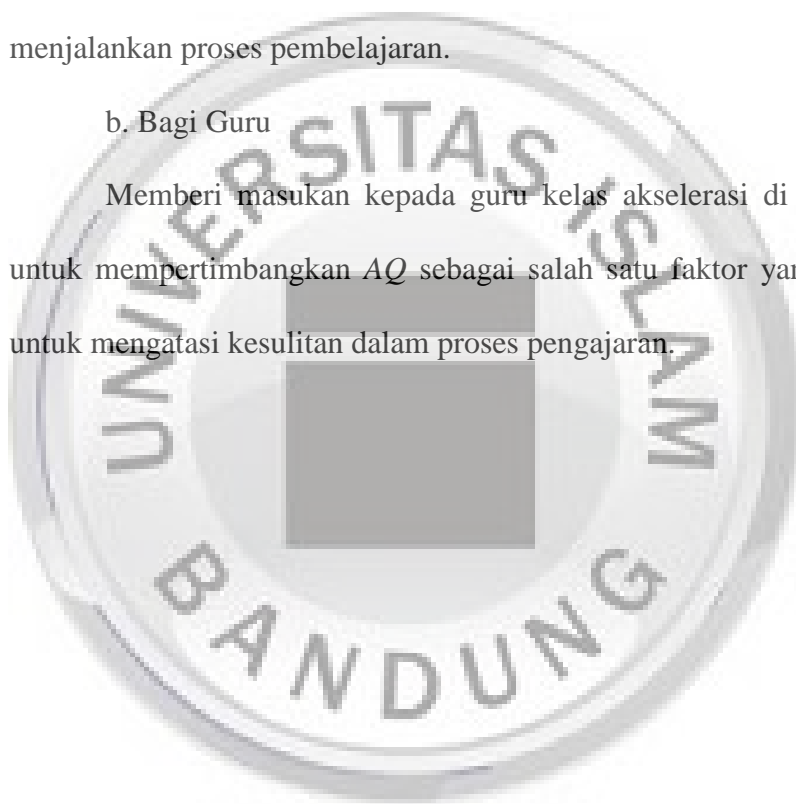 menjalankan proses pembelajaran.
b. Bagi Guru
Memberi masukan kepada guru kelas akselerasi di
untuk mempertimbangkan AQ sebagai salah satu faktor yan
untuk mengatasi kesulitan dalam proses pengajaran.
UNIVERSITAS ISLAM
BANDUNG